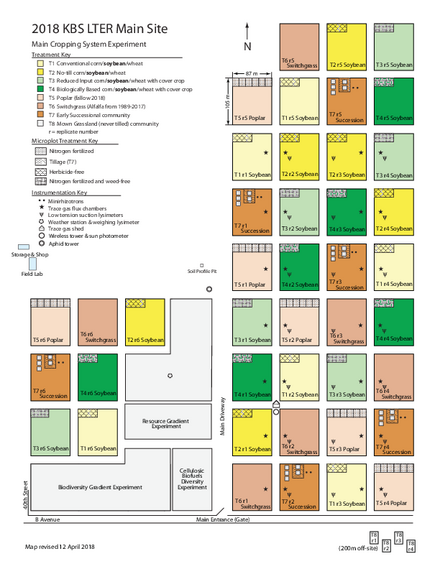 2018 KBS LTER Main Site
Main Cropping System Experiment
Treatment Key
T1 Conventional corn/soybean/wheat
T2 No-till corn/soybean/wheat
T3 Reduced Input corn/soybean/wheat with cover crop
T4 Biologically Based corn/soybean/wheat with cover crop
T5 Poplar (fallow 2018)
T6 Switchgrass (Alfalfa from 1989-2017)
T7 Early Successional community
T8 Mown Grassland (never tilled) community
r = replicate number
Microplot Treatment Key
Nitrogen fertilized
Tillage (T7)
Herbicide-free
Nitrogen fertilized and weed-free
Instrumentation Key
Minirhizotrons
Trace gas flux chambers
Low tension suction lysimeters
Weather station & weighing lysimeter
Trace gas shed
Wireless tower & sun photometer
Aphid tower
Storage & Shop
Field Lab
Soil Profile Pit
N
87 m
105 m
T6 r5
Switchgrass
T2 r5 Soybean
T3 r5 Soybean
T5 r5 Poplar
T1 r5 Soybean
T7 r5
Succession
T4 r5 Soybean
T1 r1 Soybean
T2 r2 Soybean
T2 r3 Soybean
T3 r4 Soybean
T7 r1
Succession
T3 r2 Soybean
T4 r3 Soybean
T2 r4 Soybean
T5 r1 Poplar
T4 r2 Soybean
T7 r3
Succession
T1 r4 Soybean
T3 r1 Soybean
T5 r2 Poplar
T6 r3
Switchgrass
T4 r4 Soybean
T4 r1 Soybean
T1 r2 Soybean
T3 r3 Soybean
T6 r4
Switchgrass
T2 r1 Soybean
T6 r2
Switchgrass
T5 r3 Poplar
T7 r4
Succession
T6 r1
Switchgrass
T7 r2
Succession
T1 r3 Soybean
T5 r4 Poplar
T5 r6 Poplar
T6 r6
Switchgrass
T2 r6 Soybean
T7 r6
Succession
T4 r6 Soybean
T3 r6 Soybean
T1 r6 Soybean
Resource Gradient
Experiment
Biodiversity Gradient Experiment
Cellulosic
Biofuels
Diversity
Experiment
Main Driveway
40th Street
B Avenue
Main Entrance (Gate)
Map revised 12 April 2018
(200m off-site)
T8
r1
T8
r2
T8
r3
T8
r4